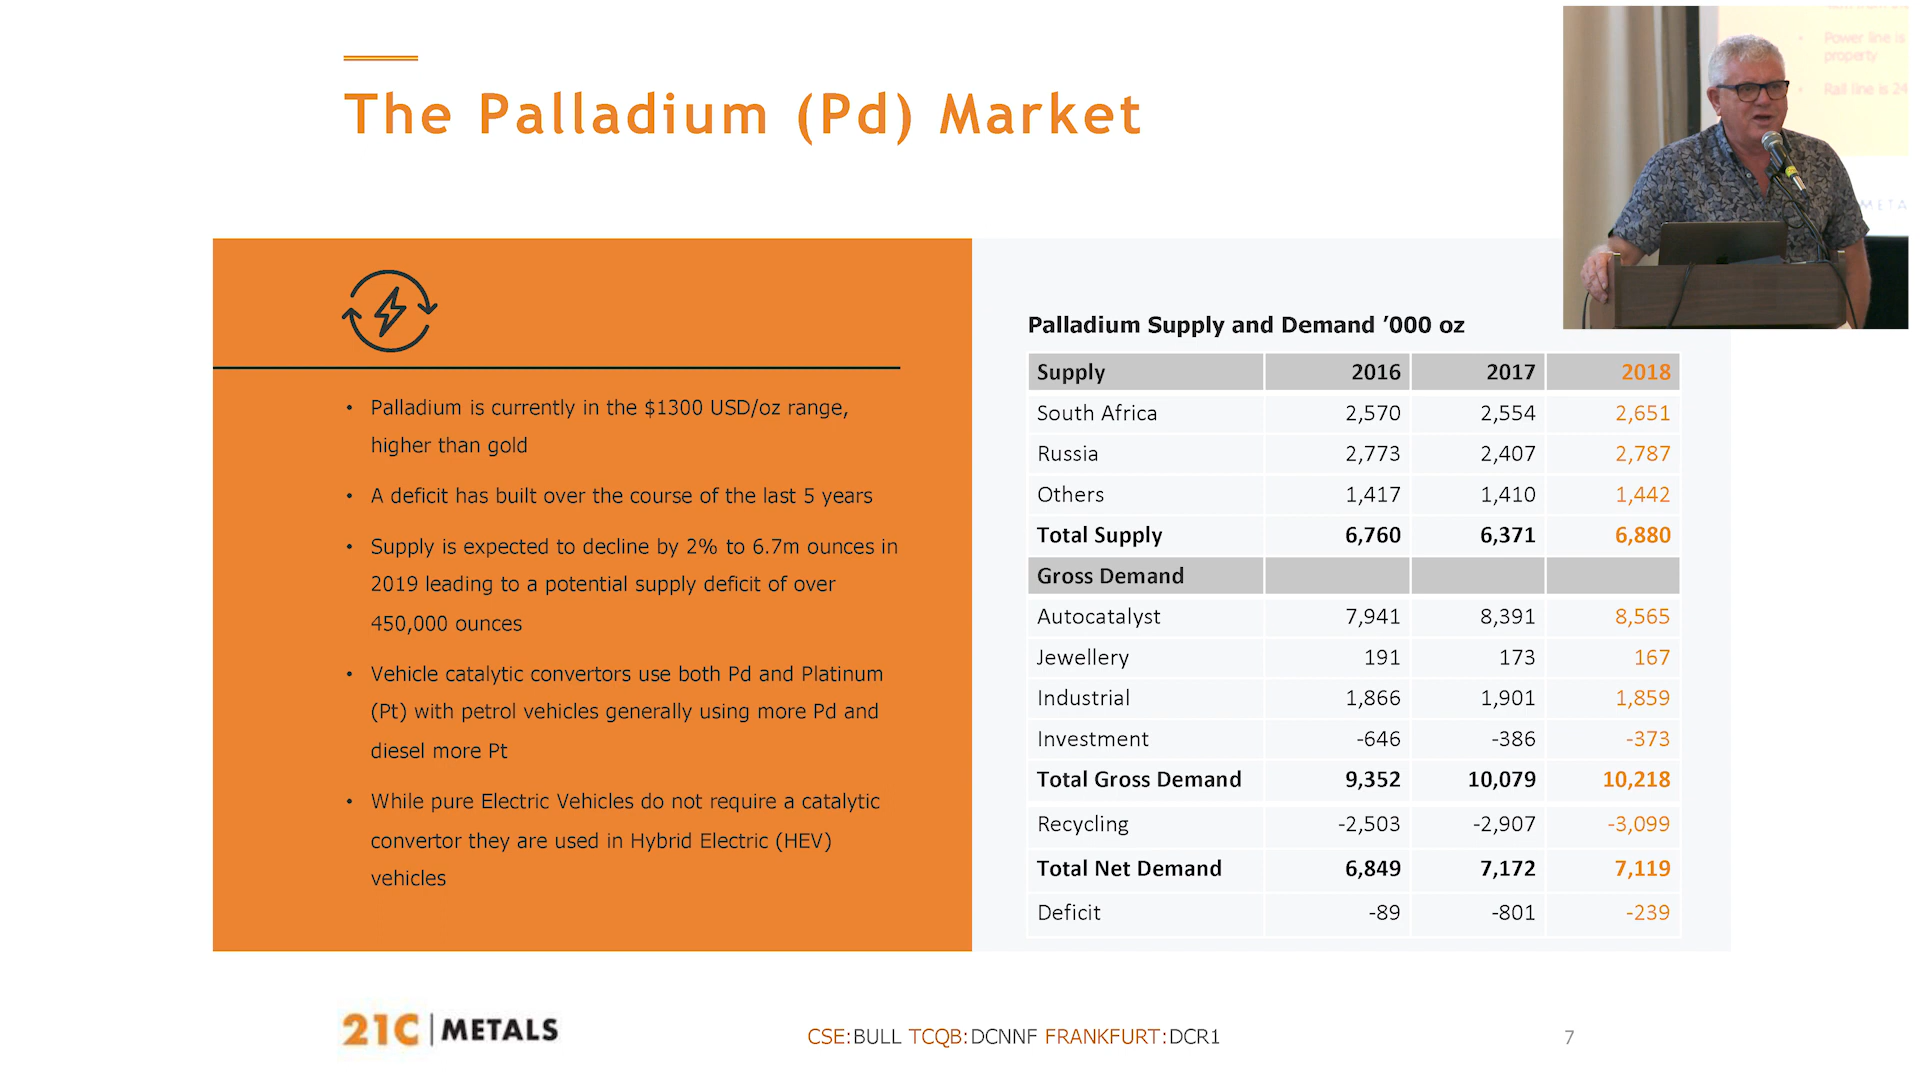 The Palladium (Pd) Market
Power line is
property
Rail line is 24
META
• Palladium is currently in the $1300 USD/oz range,
higher than gold
• A deficit has built over the course of the last 5 years
• Supply is expected to decline by 2% to 6.7m ounces in
2019 leading to a potential supply deficit of over
450,000 ounces
• Vehicle catalytic convertors use both Pd and Platinum
(Pt) with petrol vehicles generally using more Pd and
diesel more Pt
• While pure Electric Vehicles do not require a catalytic
convertor they are used in Hybrid Electric (HEV)
vehicles
Palladium Supply and Demand ’000 oz
Supply 2016 2017 2018
South Africa 2,570 2,554 2,651
Russia 2,773 2,407 2,787
Others 1,417 1,410 1,442
Total Supply 6,760 6,371 6,880
Gross Demand
Autocatalyst 7,941 8,391 8,565
Jewellery 191 173 167
Industrial 1,866 1,901 1,859
Investment -646 -386 -373
Total Gross Demand 9,352 10,079 10,218
Recycling -2,503 -2,907 -3,099
Total Net Demand 6,849 7,172 7,119
Deficit -89 -801 -239
21C | METALS
CSE:BULL TCQB:DCNNF FRANKFURT:DCR1
7